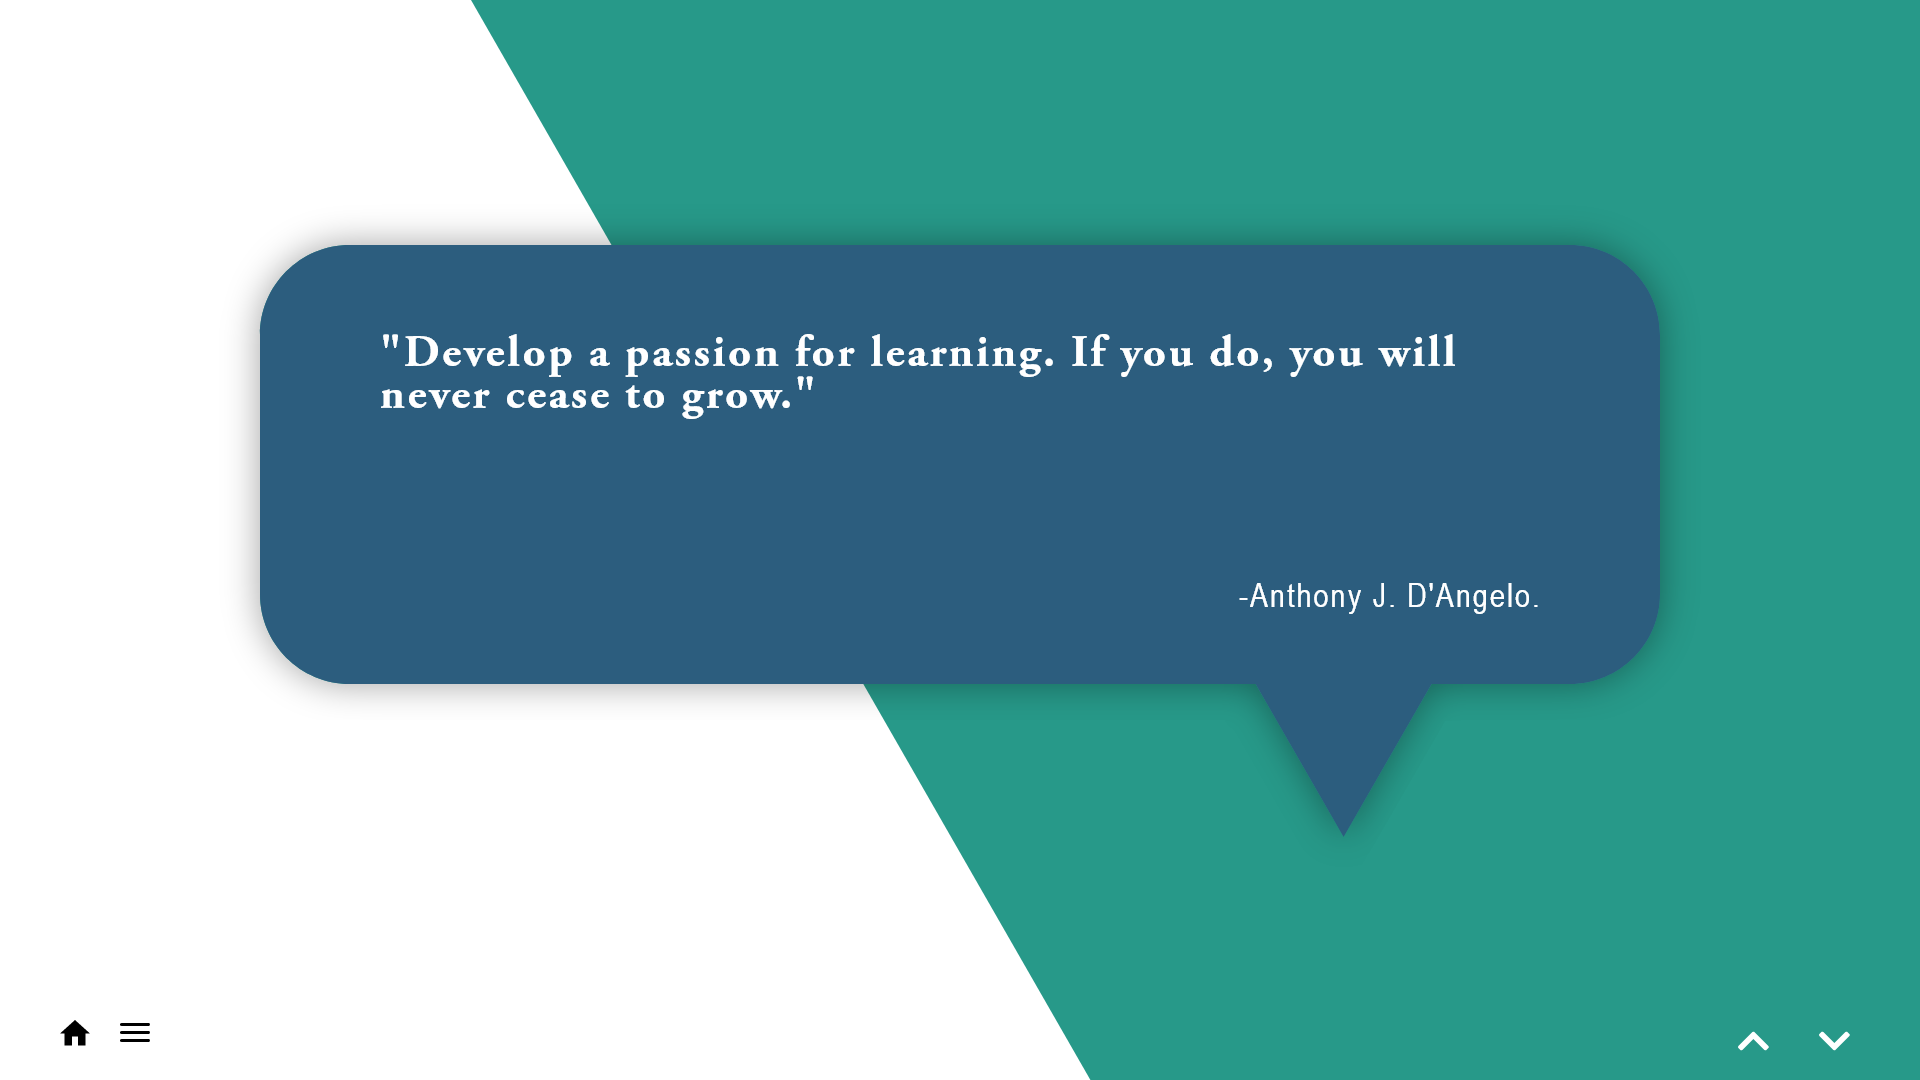 "Develop a passion for learning. If you do, you will
never cease to grow."
-Anthony J. D'Angelo.